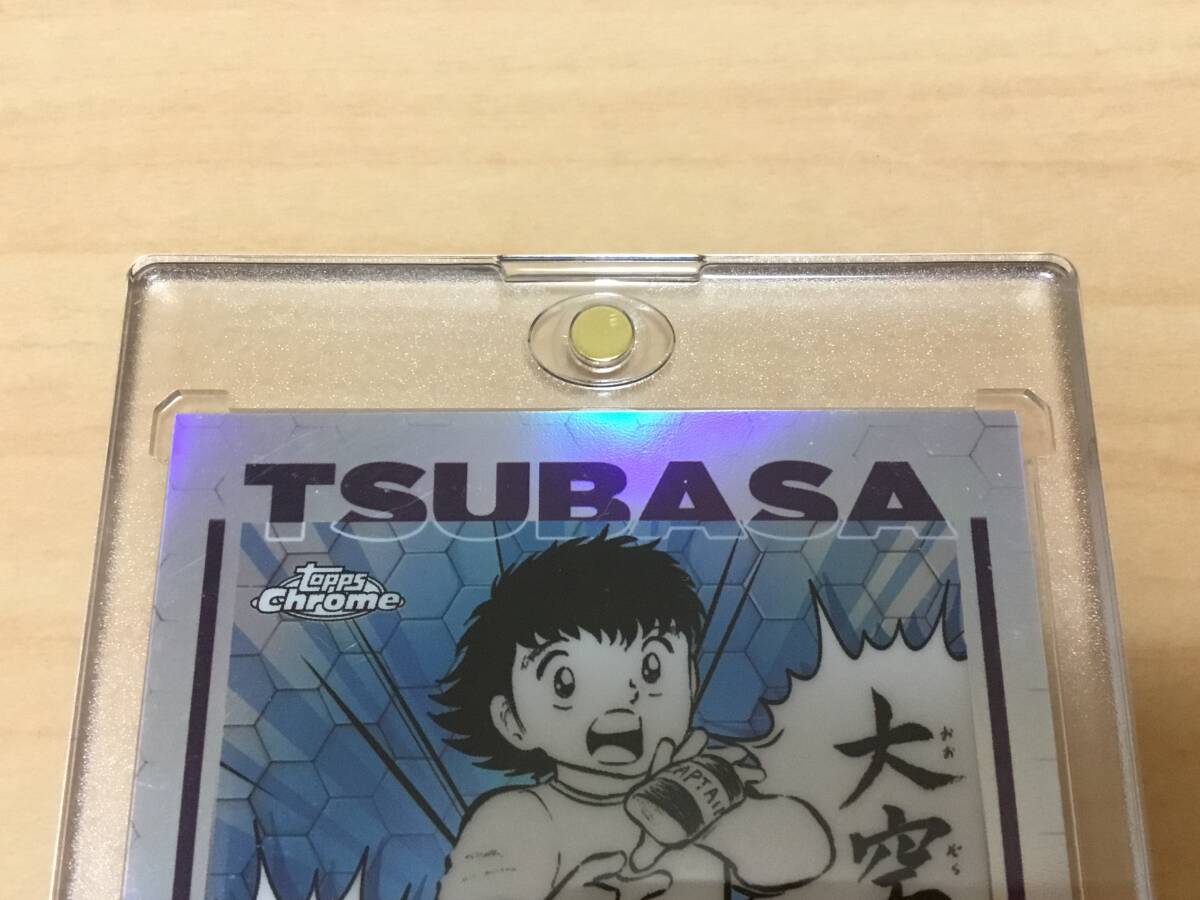 TSUBASA
topps
Chrome
CAPTAIN
大空
おおぞら